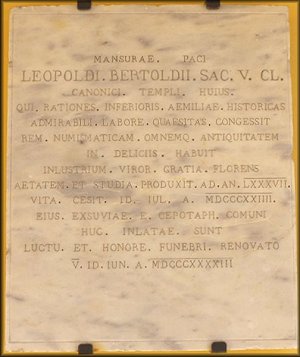 MANSURAE. PACI
LEOPOLDI. BERTOLDII. SAC. V. CL.
CANONICI. TEMPLI. HUIUS
QUI. RATIONES. INFERIORIS. AEMILIAE. HISTORICAS
ADMIRABILI. LABORE. QUAESITAS. CONGESSIT
REM. NUMISMATICAM. OMNEMQ. ANTIQUITATEM
IN. DELICIIS. HABUIT
INLUSTRIUM. VIROR. GRATIA. FLORENS
AETATEM. ET. STUDIA. PRODUXIT. AD. AN. LXXXVII.
VITA. CESIT. ID. IUL. A. MDCCCXXIIII.
EIUS. EXSUVIAE. E. CEPOTAPH. COMUNI
HUC. INLATAE. SUNT
LUCTU. ET. HONORE. FUNEBRI. RENOVATO
V. ID. IUN. A. MDCCCXXXXIII